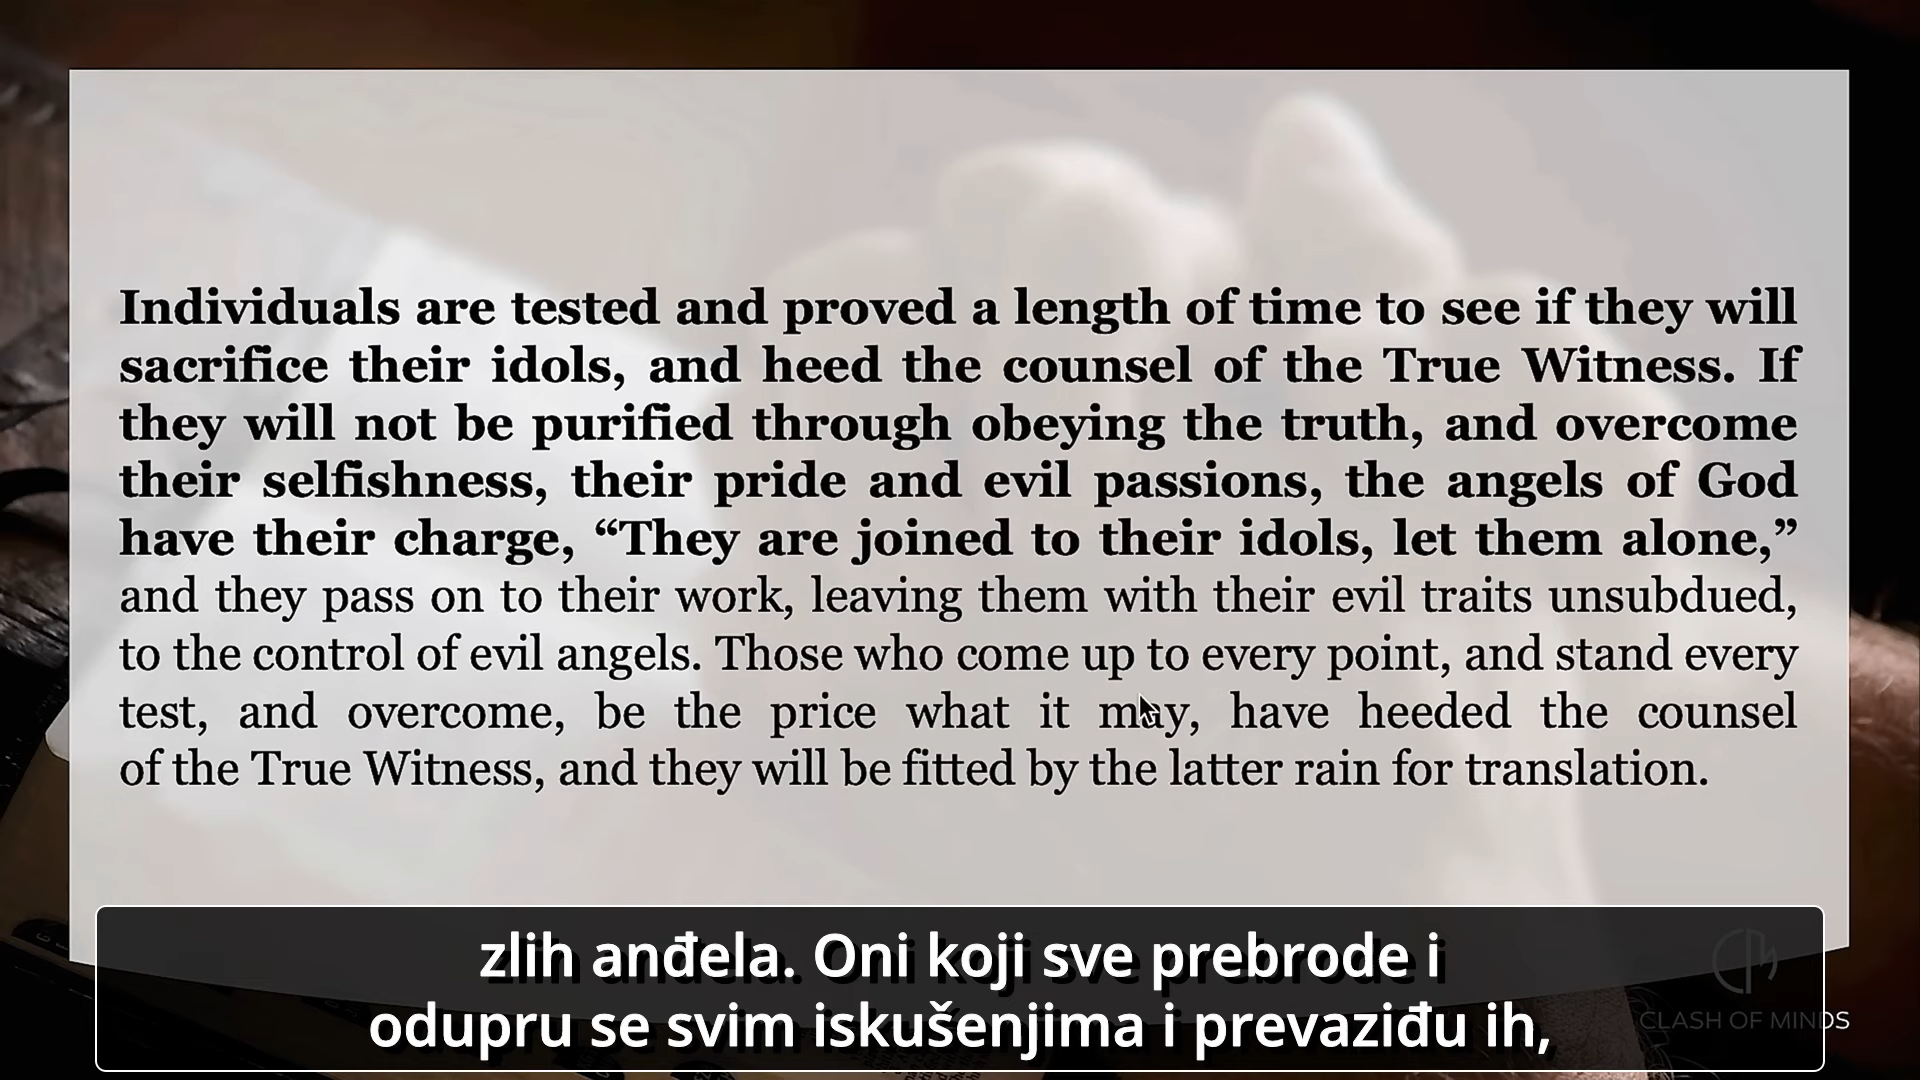 Individuals are tested and proved a length of time to see if they will
sacrifice their idols, and heed the counsel of the True Witness. If
they will not be purified through obeying the truth, and overcome
their selfishness, their pride and evil passions, the angels of God
have their charge, “They are joined to their idols, let them alone,”
and they pass on to their work, leaving them with their evil traits unsubdued,
to the control of evil angels. Those who come up to every point, and stand every
test, and overcome, be the price what it may, have heeded the counsel
of the True Witness, and they will be fitted by the latter rain for translation.
zlih anđela. Oni koji sve prebrode i
odupru se svim iskušenjima i prevaziđu ih,
CLASH OF MINDS